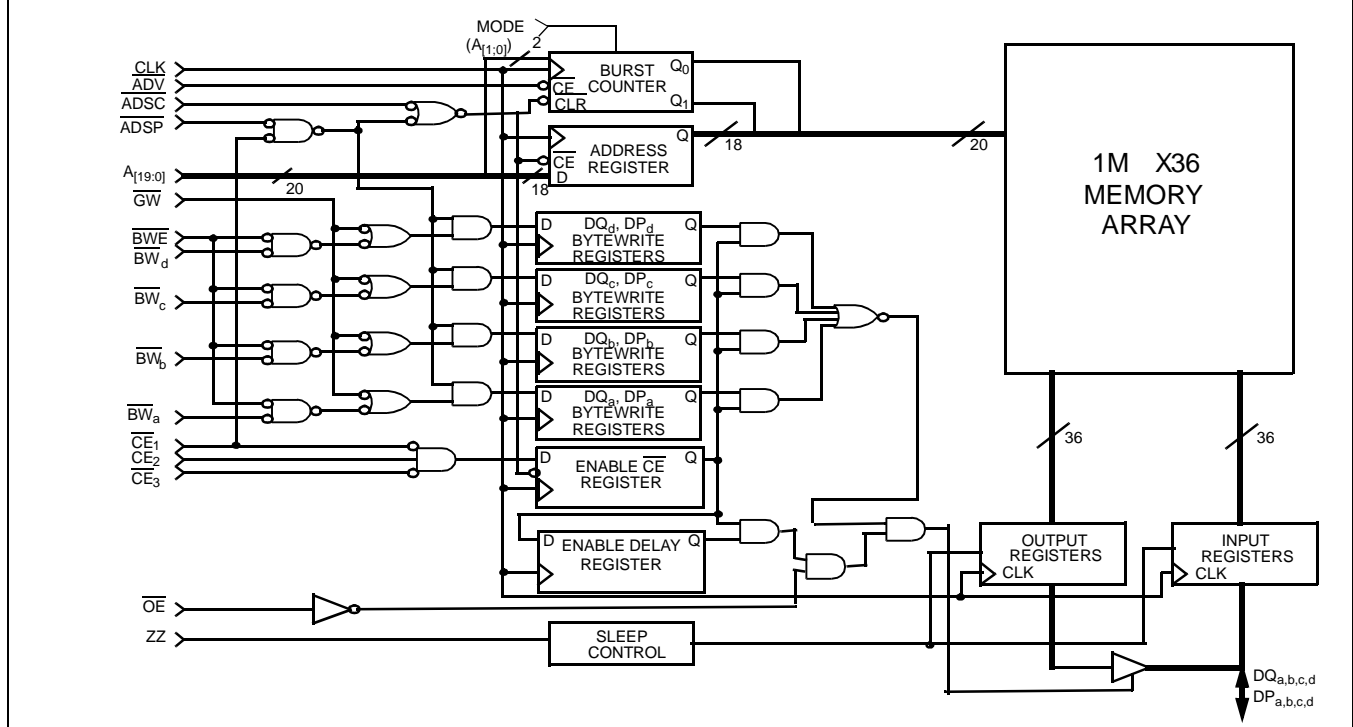 MODE
(A[1;0])
2
CLK
ADV
ADSC
ADSP
A[19:0]
20
GW
BWE
BWd
BWc
BWb
BWa
CE1
CE2
CE3
OE
ZZ
BURST
COUNTER
CE
CLR
Q0
Q1
ADDRESS
REGISTER
CE
D
Q
18
18
20
D
DQd, DPd
BYTEWRITE
REGISTERS
Q
D
DQc, DPc
BYTEWRITE
REGISTERS
Q
D
DQb, DPb
BYTEWRITE
REGISTERS
Q
D
DQa, DPa
BYTEWRITE
REGISTERS
Q
D
ENABLE CE
REGISTER
Q
D
ENABLE DELAY
REGISTER
Q
SLEEP
CONTROL
1M X36
MEMORY
ARRAY
36
36
OUTPUT
REGISTERS
CLK
INPUT
REGISTERS
CLK
DQa,b,c,d
DPa,b,c,d